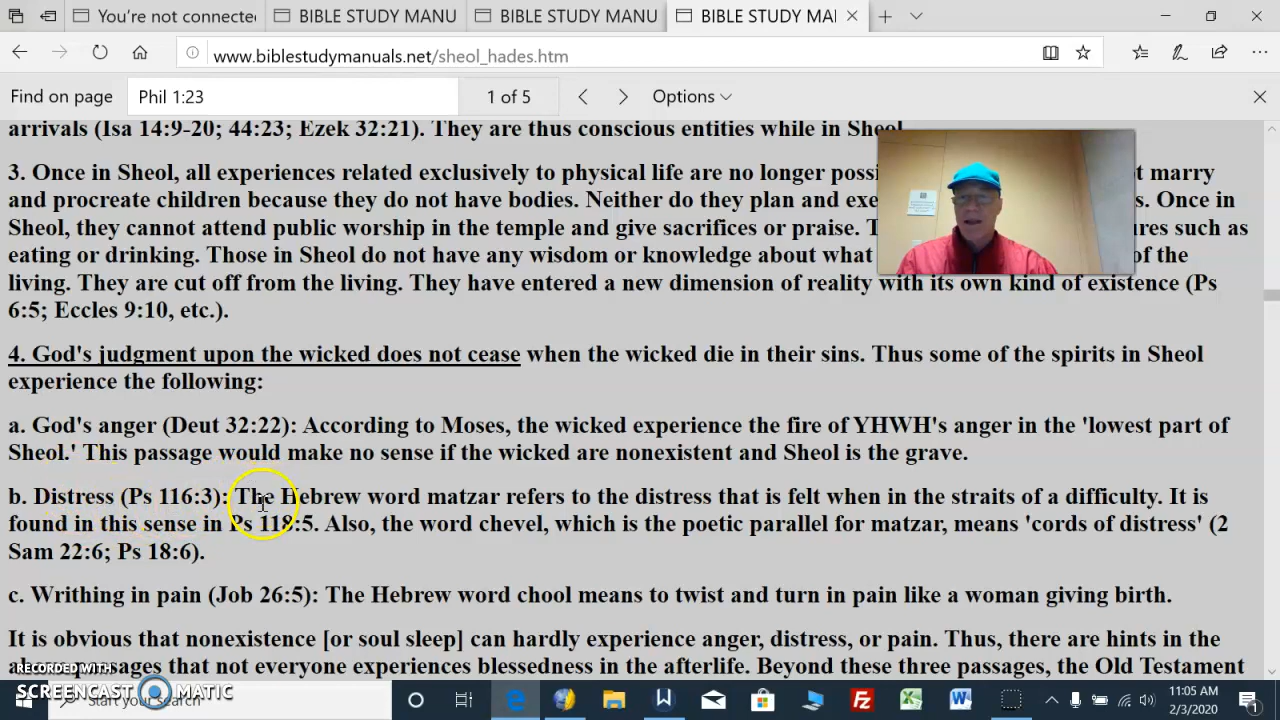 You're not connected
BIBLE STUDY MANU
BIBLE STUDY MANU
BIBLE STUDY MA
www.biblestudymanuals.net/sheol_hades.htm
Find on page
Phil 1:23
1 of 5
Options
arrivals (Isa 14:9-20; 44:23; Ezek 32:21). They are thus conscious entities while in Sheol.
3. Once in Sheol, all experiences related exclusively to physical life are no longer possi t marry
and procreate children because they do not have bodies. Neither do they plan and exe s. Once in
Sheol, they cannot attend public worship in the temple and give sacrifices or praise. T ures such as
eating or drinking. Those in Sheol do not have any wisdom or knowledge about what of the
living. They are cut off from the living. They have entered a new dimension of reality with its own kind of existence (Ps
6:5; Eccles 9:10, etc.).
4. God's judgment upon the wicked does not cease when the wicked die in their sins. Thus some of the spirits in Sheol
experience the following:
a. God's anger (Deut 32:22): According to Moses, the wicked experience the fire of YHWH's anger in the 'lowest part of
Sheol.' This passage would make no sense if the wicked are nonexistent and Sheol is the grave.
b. Distress (Ps 116:3): The Hebrew word matzar refers to the distress that is felt when in the straits of a difficulty. It is
found in this sense in Ps 118:5. Also, the word chevel, which is the poetic parallel for matzar, means 'cords of distress' (2
Sam 22:6; Ps 18:6).
c. Writhing in pain (Job 26:5): The Hebrew word chool means to twist and turn in pain like a woman giving birth.
It is obvious that nonexistence [or soul sleep] can hardly experience anger, distress, or pain. Thus, there are hints in the
passages that not everyone experiences blessedness in the afterlife. Beyond these three passages, the Old Testament
RECORDED WITH
SCREENCAST MATIC
Start your search
11:05 AM
2/3/2020
1